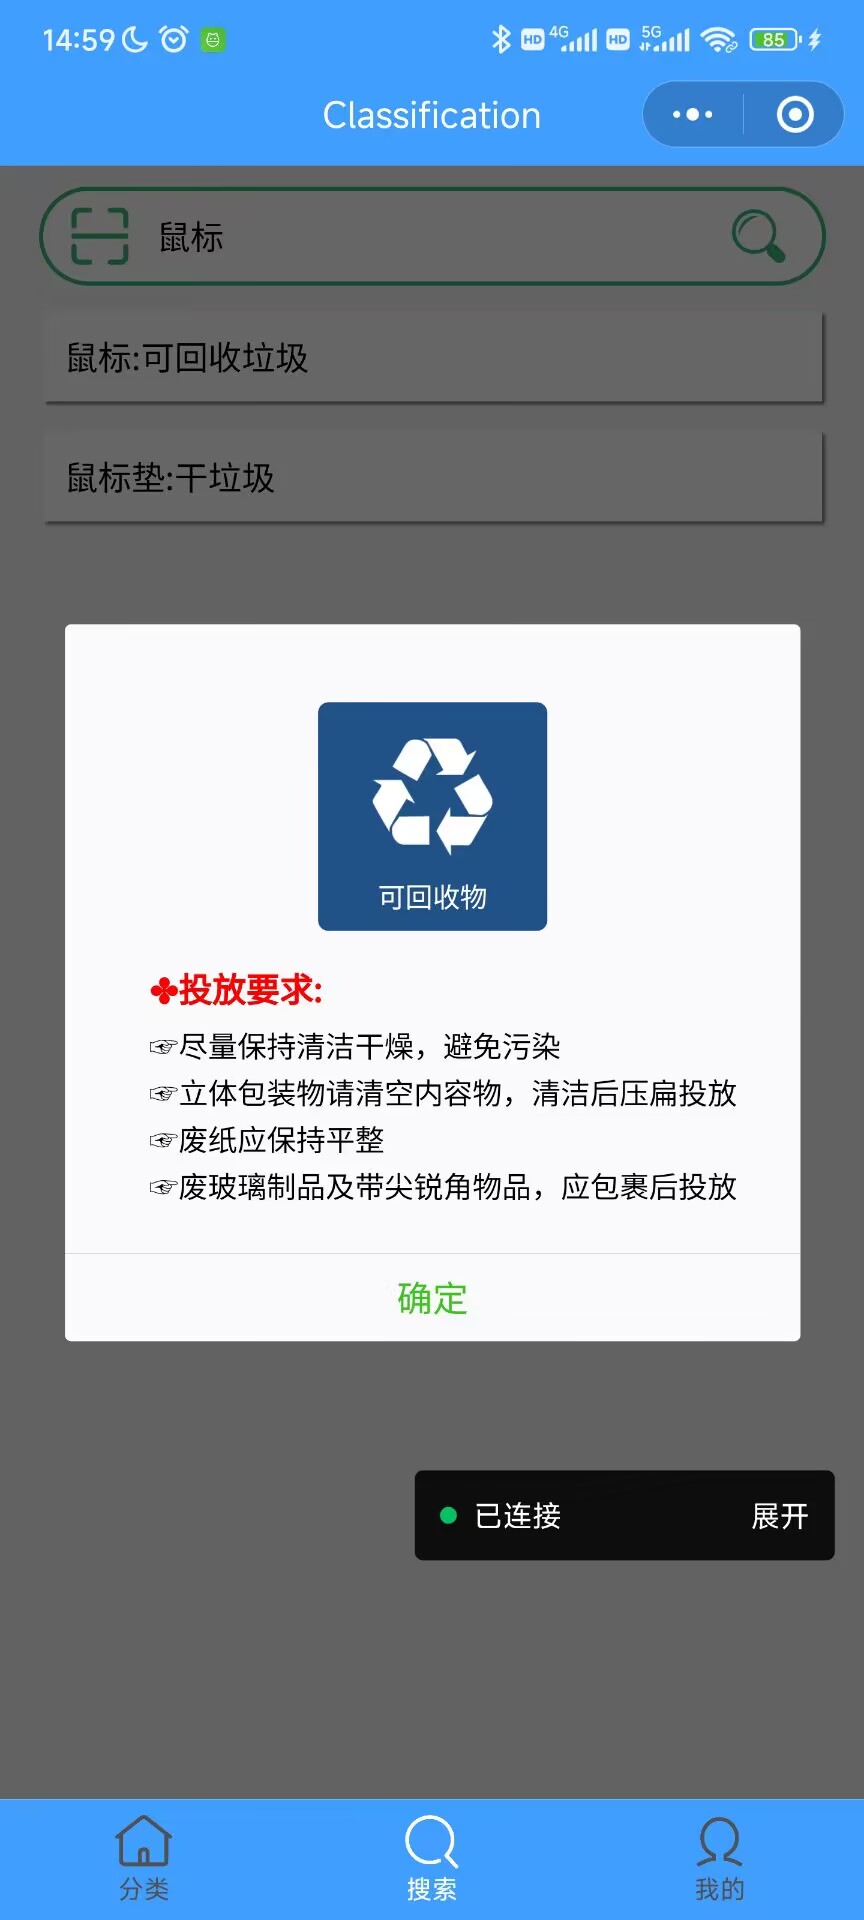 14:59
HD 4G HD 5G 85
Classification
鼠标
鼠标:可回收垃圾
鼠标垫:干垃圾
可回收物
✤投放要求:
☞尽量保持清洁干燥，避免污染
☞立体包装物请清空内容物，清洁后压扁投放
☞废纸应保持平整
☞废玻璃制品及带尖锐角物品，应包裹后投放
确定
已连接 展开
分类 搜索 我的